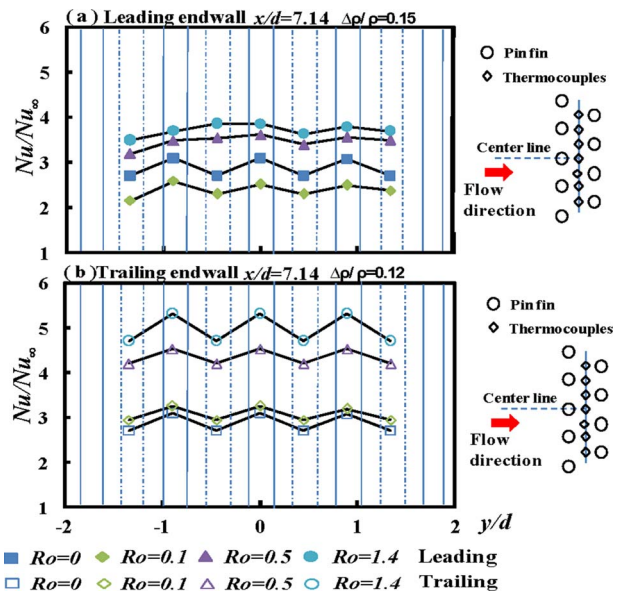 ( a ) Leading endwall x/d=7.14 Δρ/ ρ=0.15
6
5
4
3
2
1
Nu/Nu∞
Pin fin
Thermocouples
Center line
Flow
direction
( b )Trailing endwall x/d=7.14 Δρ/ ρ=0.12
6
5
4
3
2
1
Nu/Nu∞
Pin fin
Thermocouples
Center line
Flow
direction
-2 -1 0 1 2 y/d
Ro=0 Ro=0.1 Ro=0.5 Ro=1.4 Leading
Ro=0 Ro=0.1 Ro=0.5 Ro=1.4 Trailing